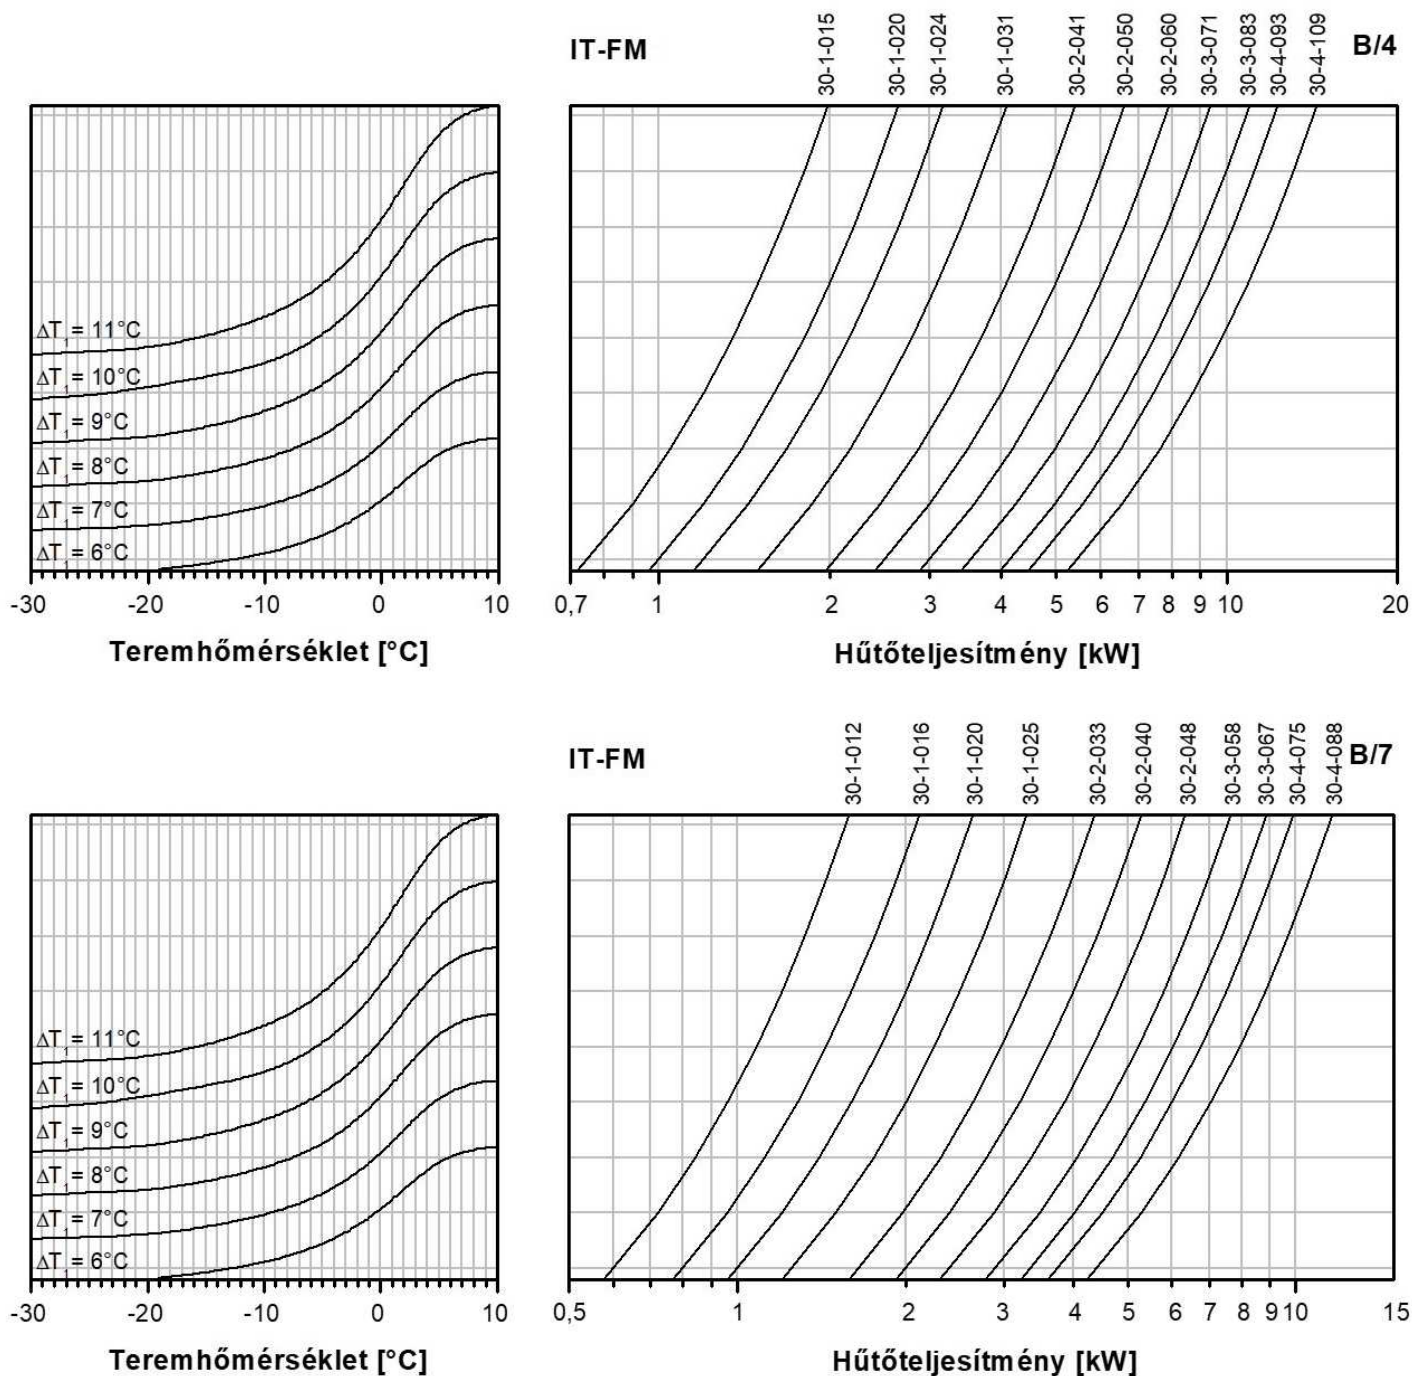 IT-FM
30-1-015
30-1-020
30-1-024
30-1-031
30-2-041
30-2-050
30-2-060
30-3-071
30-3-083
30-4-093
30-4-109
B/4
ΔT₁ = 11°C
ΔT₁ = 10°C
ΔT₁ = 9°C
ΔT₁ = 8°C
ΔT₁ = 7°C
ΔT₁ = 6°C
-30 -20 -10 0 10
0,7 1 2 3 4 5 6 7 8 9 10 20
Teremhőmérséklet [°C]
Hűtőteljesítmény [kW]
IT-FM
30-1-012
30-1-016
30-1-020
30-1-025
30-2-033
30-2-040
30-2-048
30-3-058
30-3-067
30-4-075
30-4-088
B/7
ΔT₁ = 11°C
ΔT₁ = 10°C
ΔT₁ = 9°C
ΔT₁ = 8°C
ΔT₁ = 7°C
ΔT₁ = 6°C
-30 -20 -10 0 10
0,5 1 2 3 4 5 6 7 8 9 10 15
Teremhőmérséklet [°C]
Hűtőteljesítmény [kW]